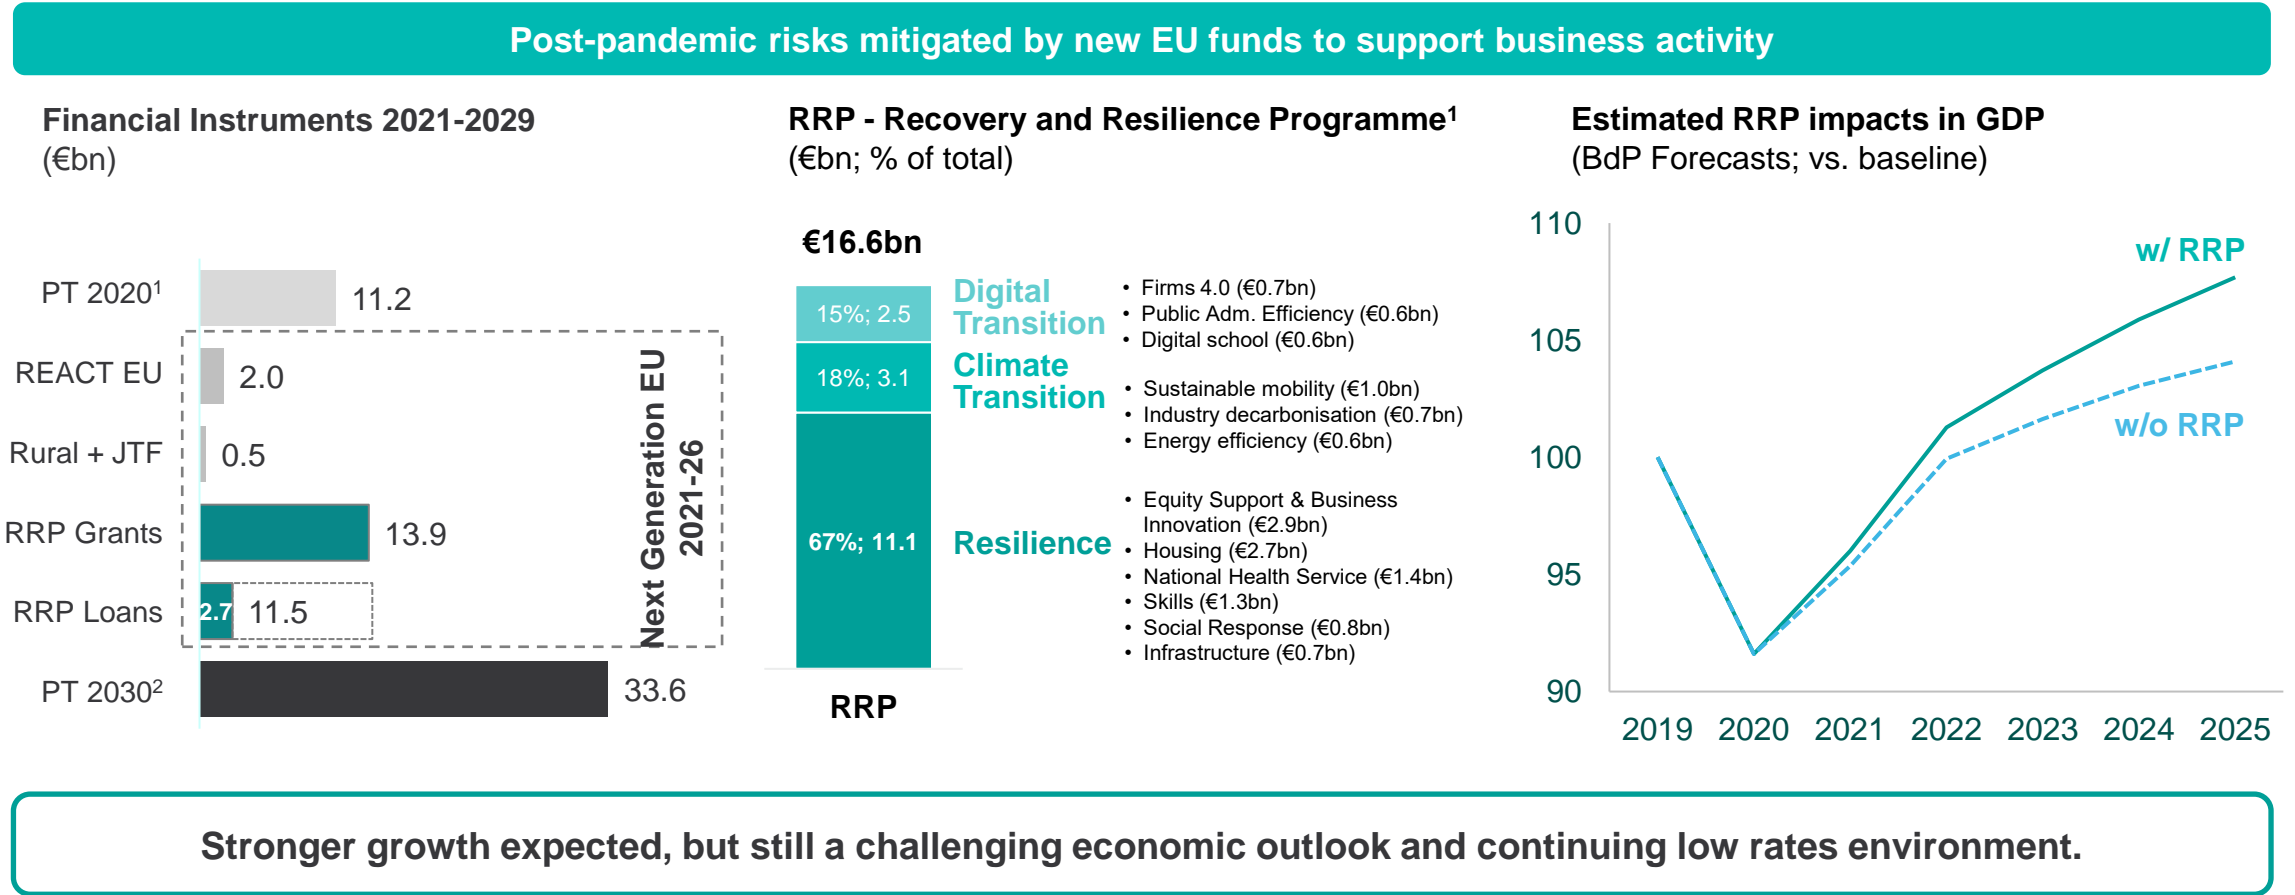 Post-pandemic risks mitigated by new EU funds to support business activity
Financial Instruments 2021-2029
(€bn)
PT 2020¹
11.2
REACT EU
2.0
Rural + JTF
0.5
RRP Grants
13.9
RRP Loans
2.7
11.5
PT 2030²
33.6
Next Generation EU
2021-26
RRP - Recovery and Resilience Programme¹
(€bn; % of total)
€16.6bn
15%; 2.5
18%; 3.1
67%; 11.1
RRP
Digital
Transition
• Firms 4.0 (€0.7bn)
• Public Adm. Efficiency (€0.6bn)
• Digital school (€0.6bn)
Climate
Transition
• Sustainable mobility (€1.0bn)
• Industry decarbonisation (€0.7bn)
• Energy efficiency (€0.6bn)
Resilience
• Equity Support & Business
Innovation (€2.9bn)
• Housing (€2.7bn)
• National Health Service (€1.4bn)
• Skills (€1.3bn)
• Social Response (€0.8bn)
• Infrastructure (€0.7bn)
Estimated RRP impacts in GDP
(BdP Forecasts; vs. baseline)
110
105
100
95
90
w/ RRP
w/o RRP
2019 2020 2021 2022 2023 2024 2025
Stronger growth expected, but still a challenging economic outlook and continuing low rates environment.